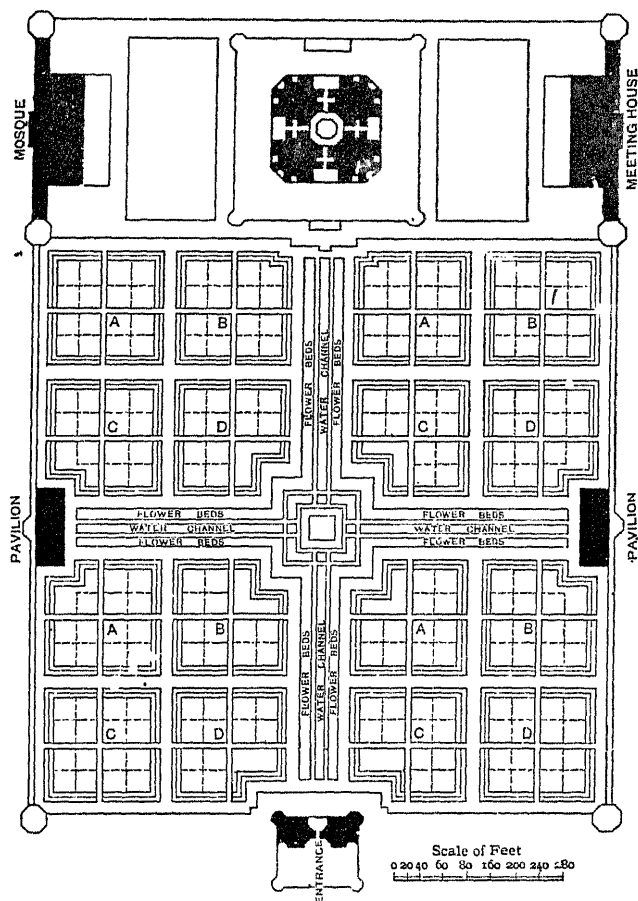 MOSQUE
MEETING HOUSE
A
B
A
B
FLOWER BEDS
WATER CHANNEL
FLOWER BEDS
C
D
C
D
PAVILION
FLOWER BEDS
WATER CHANNEL
FLOWER BEDS
FLOWER BEDS
WATER CHANNEL
FLOWER BEDS
PAVILION
A
B
A
B
FLOWER BEDS
WATER CHANNEL
FLOWER BEDS
C
D
C
D
ENTRANCE
Scale of Feet
0 20 40 60 80 160 200 240 280